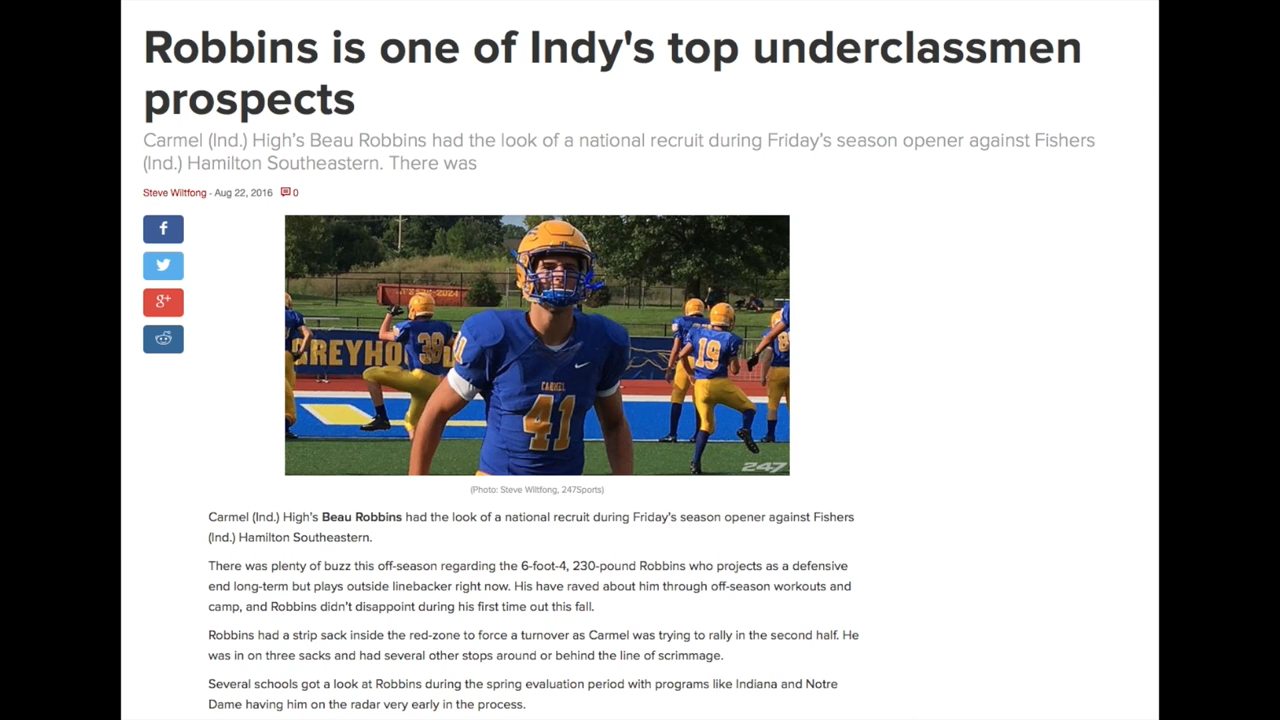 Robbins is one of Indy's top underclassmen
prospects
Carmel (Ind.) High's Beau Robbins had the look of a national recruit during Friday's season opener against Fishers
(Ind.) Hamilton Southeastern. There was
Steve Wiltfong - Aug 22, 2016 0
f
g+
GREYHO
38
19
8
1
CARMEL
41
247
(Photo: Steve Wiltfong, 247Sports)
Carmel (Ind.) High's Beau Robbins had the look of a national recruit during Friday's season opener against Fishers
(Ind.) Hamilton Southeastern.
There was plenty of buzz this off-season regarding the 6-foot-4, 230-pound Robbins who projects as a defensive
end long-term but plays outside linebacker right now. His have raved about him through off-season workouts and
camp, and Robbins didn't disappoint during his first time out this fall.
Robbins had a strip sack inside the red-zone to force a turnover as Carmel was trying to rally in the second half. He
was in on three sacks and had several other stops around or behind the line of scrimmage.
Several schools got a look at Robbins during the spring evaluation period with programs like Indiana and Notre
Dame having him on the radar very early in the process.